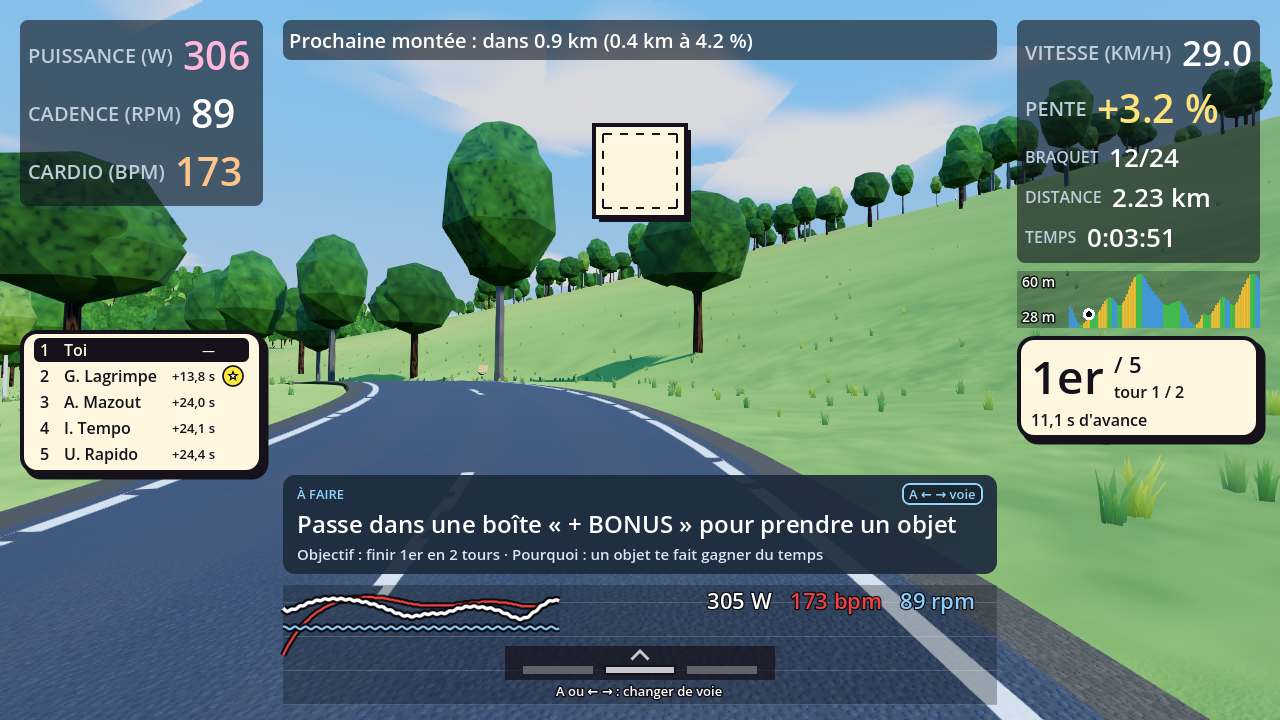 PUISSANCE (W) 306
CADENCE (RPM) 89
CARDIO (BPM) 173
Prochaine montée : dans 0.9 km (0.4 km à 4.2 %)
VITESSE (KM/H) 29.0
PENTE +3.2 %
BRAQUET 12/24
DISTANCE 2.23 km
TEMPS 0:03:51
60 m
28 m
1 Toi —
2 G. Lagrimpe +13,8 s
3 A. Mazout +24,0 s
4 I. Tempo +24,1 s
5 U. Rapido +24,4 s
1er / 5
tour 1 / 2
11,1 s d'avance
À FAIRE
A ← → voie
Passe dans une boîte « + BONUS » pour prendre un objet
Objectif : finir 1er en 2 tours · Pourquoi : un objet te fait gagner du temps
305 W 173 bpm 89 rpm
A ou ← → : changer de voie